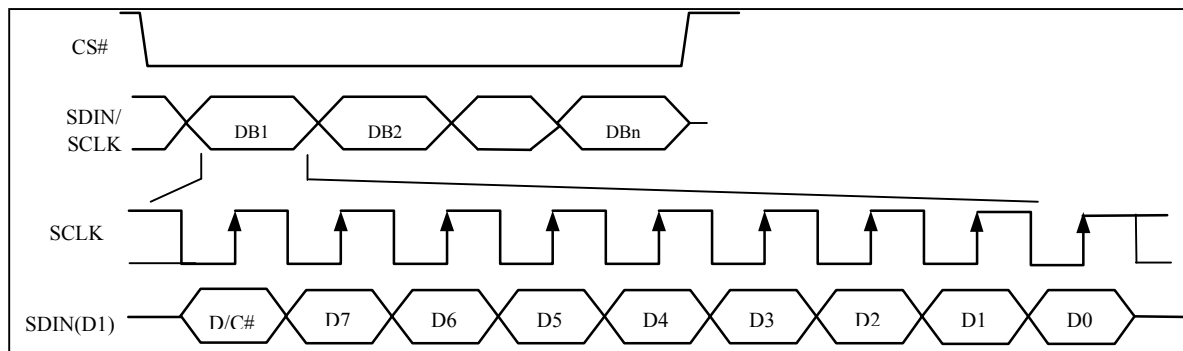 CS#
SDIN/
SCLK
DB1 DB2 DBn
SCLK
SDIN(D1) D/C# D7 D6 D5 D4 D3 D2 D1 D0